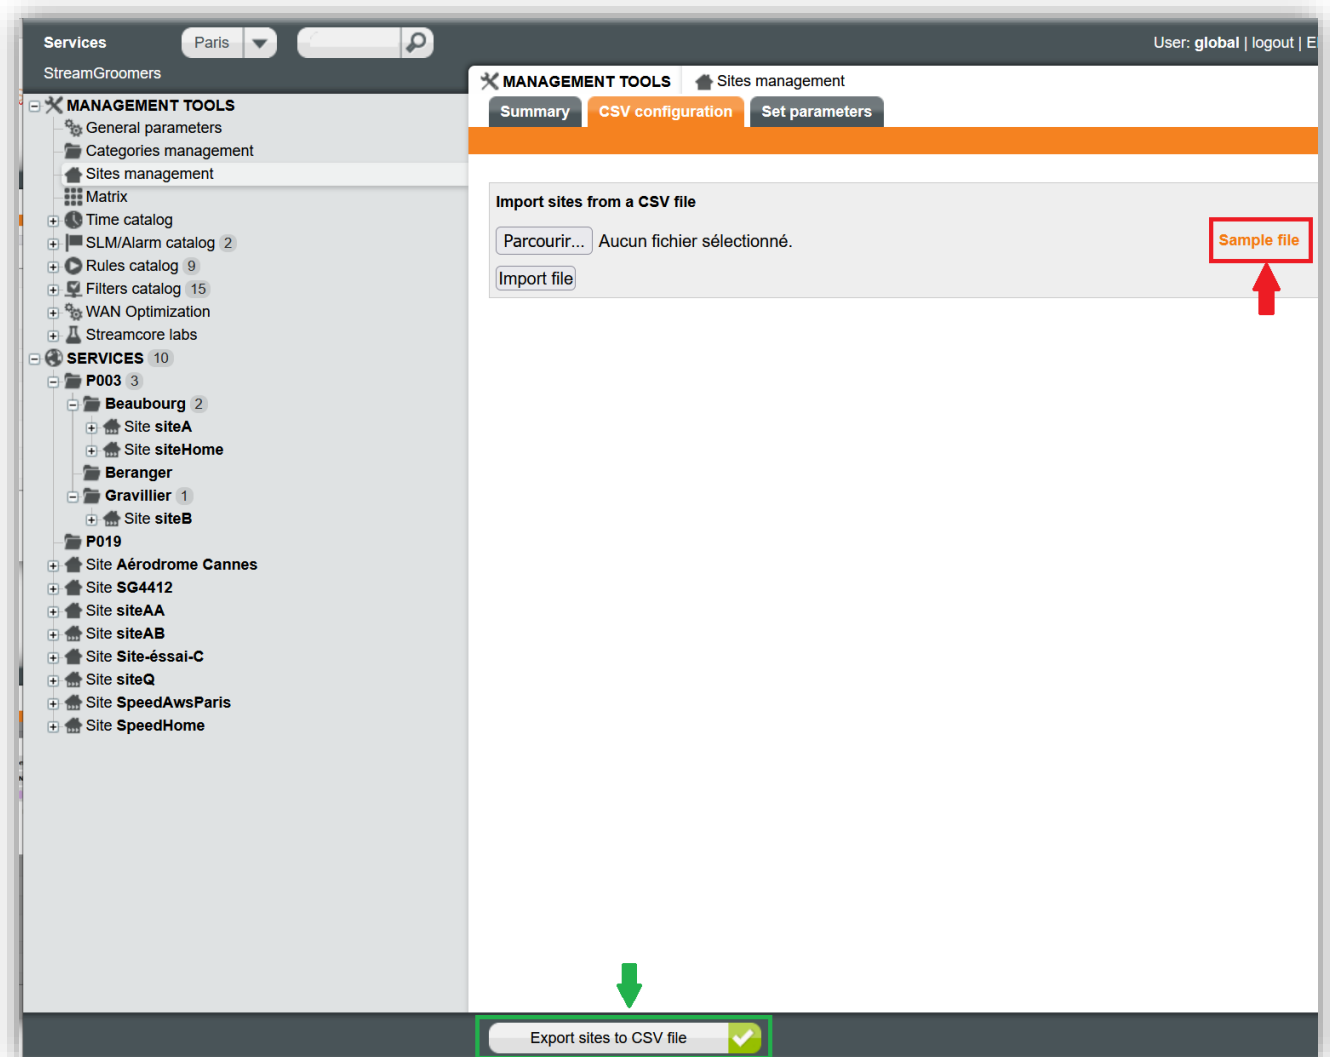 Services
Paris
User: global | logout |
StreamGroomers
MANAGEMENT TOOLS
General parameters
Categories management
Sites management
Matrix
Time catalog
SLM/Alarm catalog 2
Rules catalog 9
Filters catalog 15
WAN Optimization
Streamcore labs
SERVICES 10
P003 3
Beaubourg 2
Site siteA
Site siteHome
Beranger
Gravillier 1
Site siteB
P019
Site Aérodrome Cannes
Site SG4412
Site siteAA
Site siteAB
Site Site-éssai-C
Site siteQ
Site SpeedAwsParis
Site SpeedHome
MANAGEMENT TOOLS Sites management
Summary CSV configuration Set parameters
Import sites from a CSV file
Parcourir... Aucun fichier sélectionné.
Sample file
Import file
Export sites to CSV file